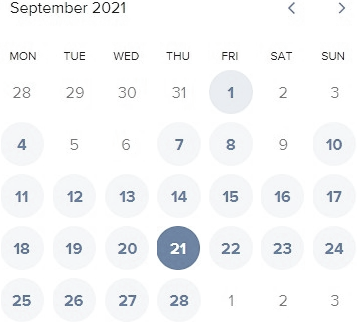 September 2021
MON TUE WED THU FRI SAT SUN
28 29 30 31 1 2 3
4 5 6 7 8 9 10
11 12 13 14 15 16 17
18 19 20 21 22 23 24
25 26 27 28 1 2 3